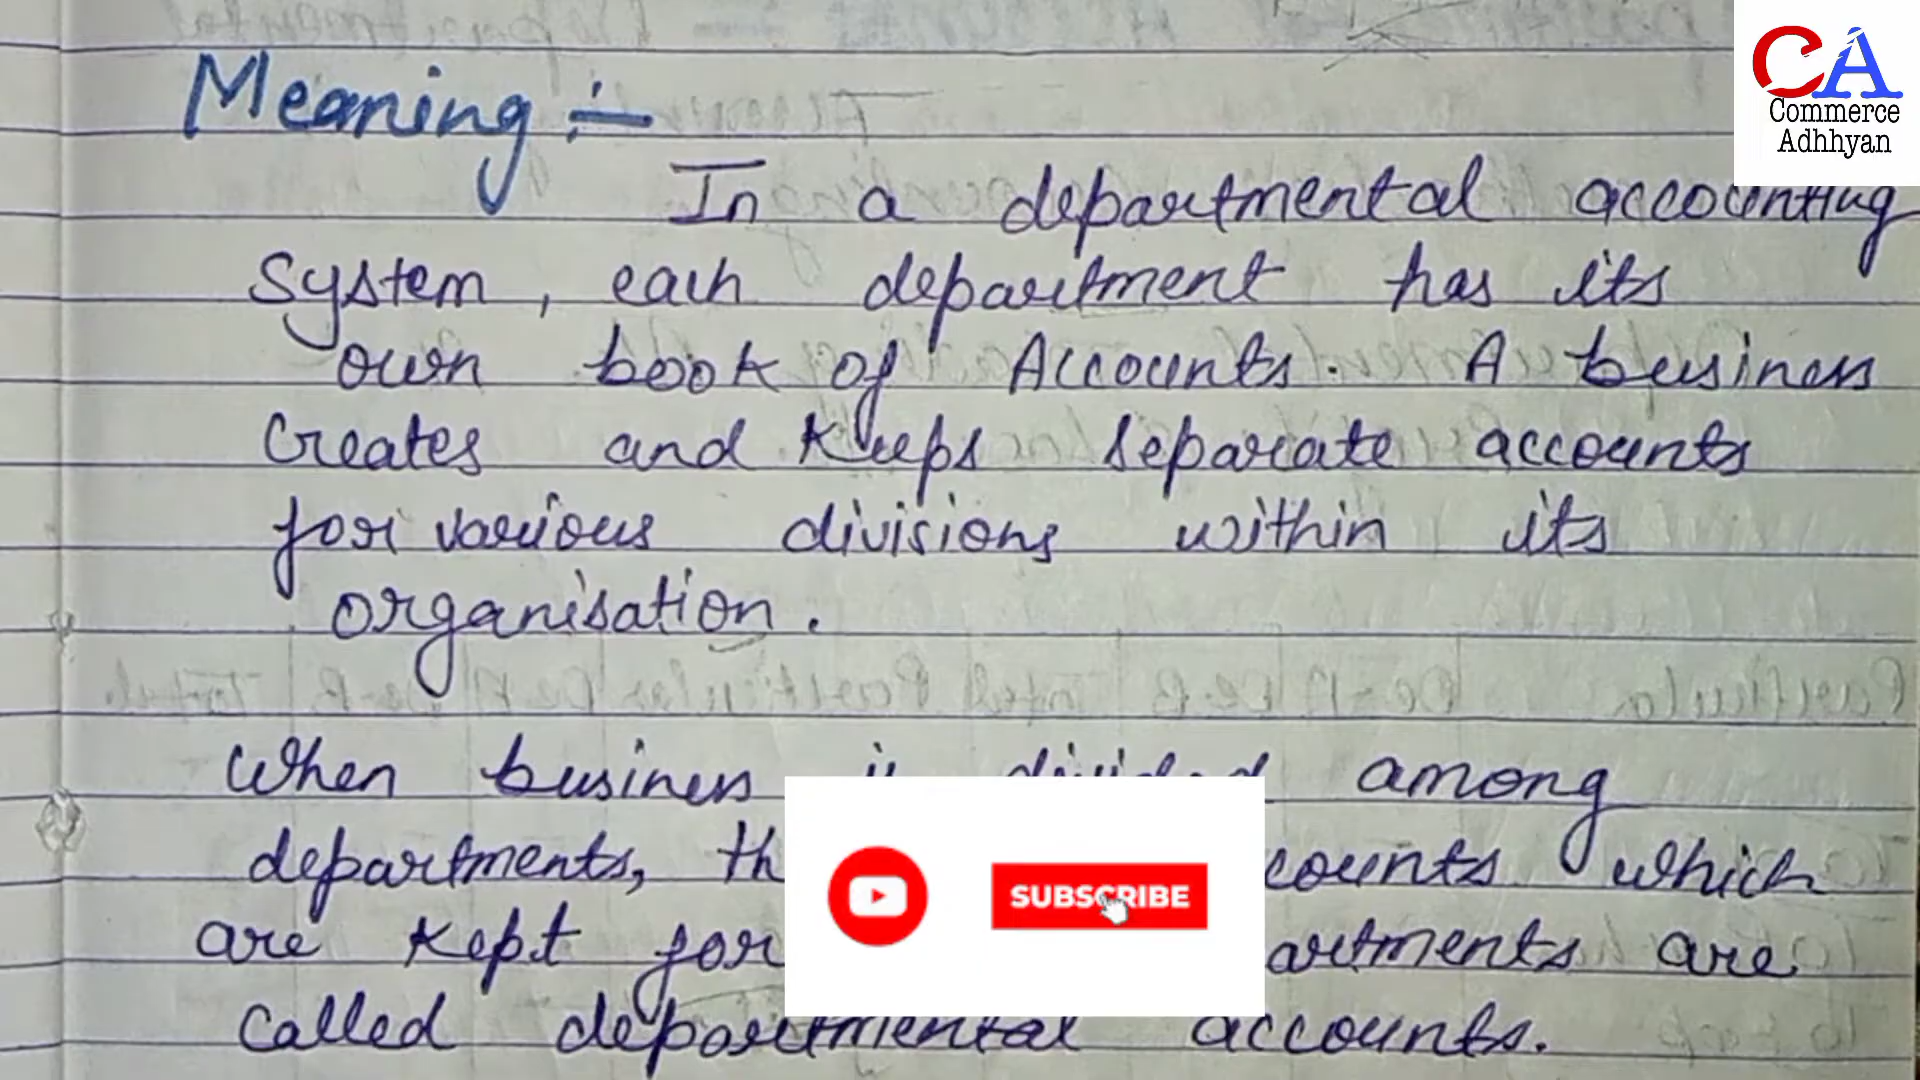 CA
Commerce
Adhhyan
Meaning :-
In a departmental accounting
System, each department has its
own book of Accounts. A business
creates and keeps separate accounts
for various divisions within its
organisation.
When business is divided among
departments, th counts which
are kept for artments are
called departmental accounts.
SUBSCRIBE